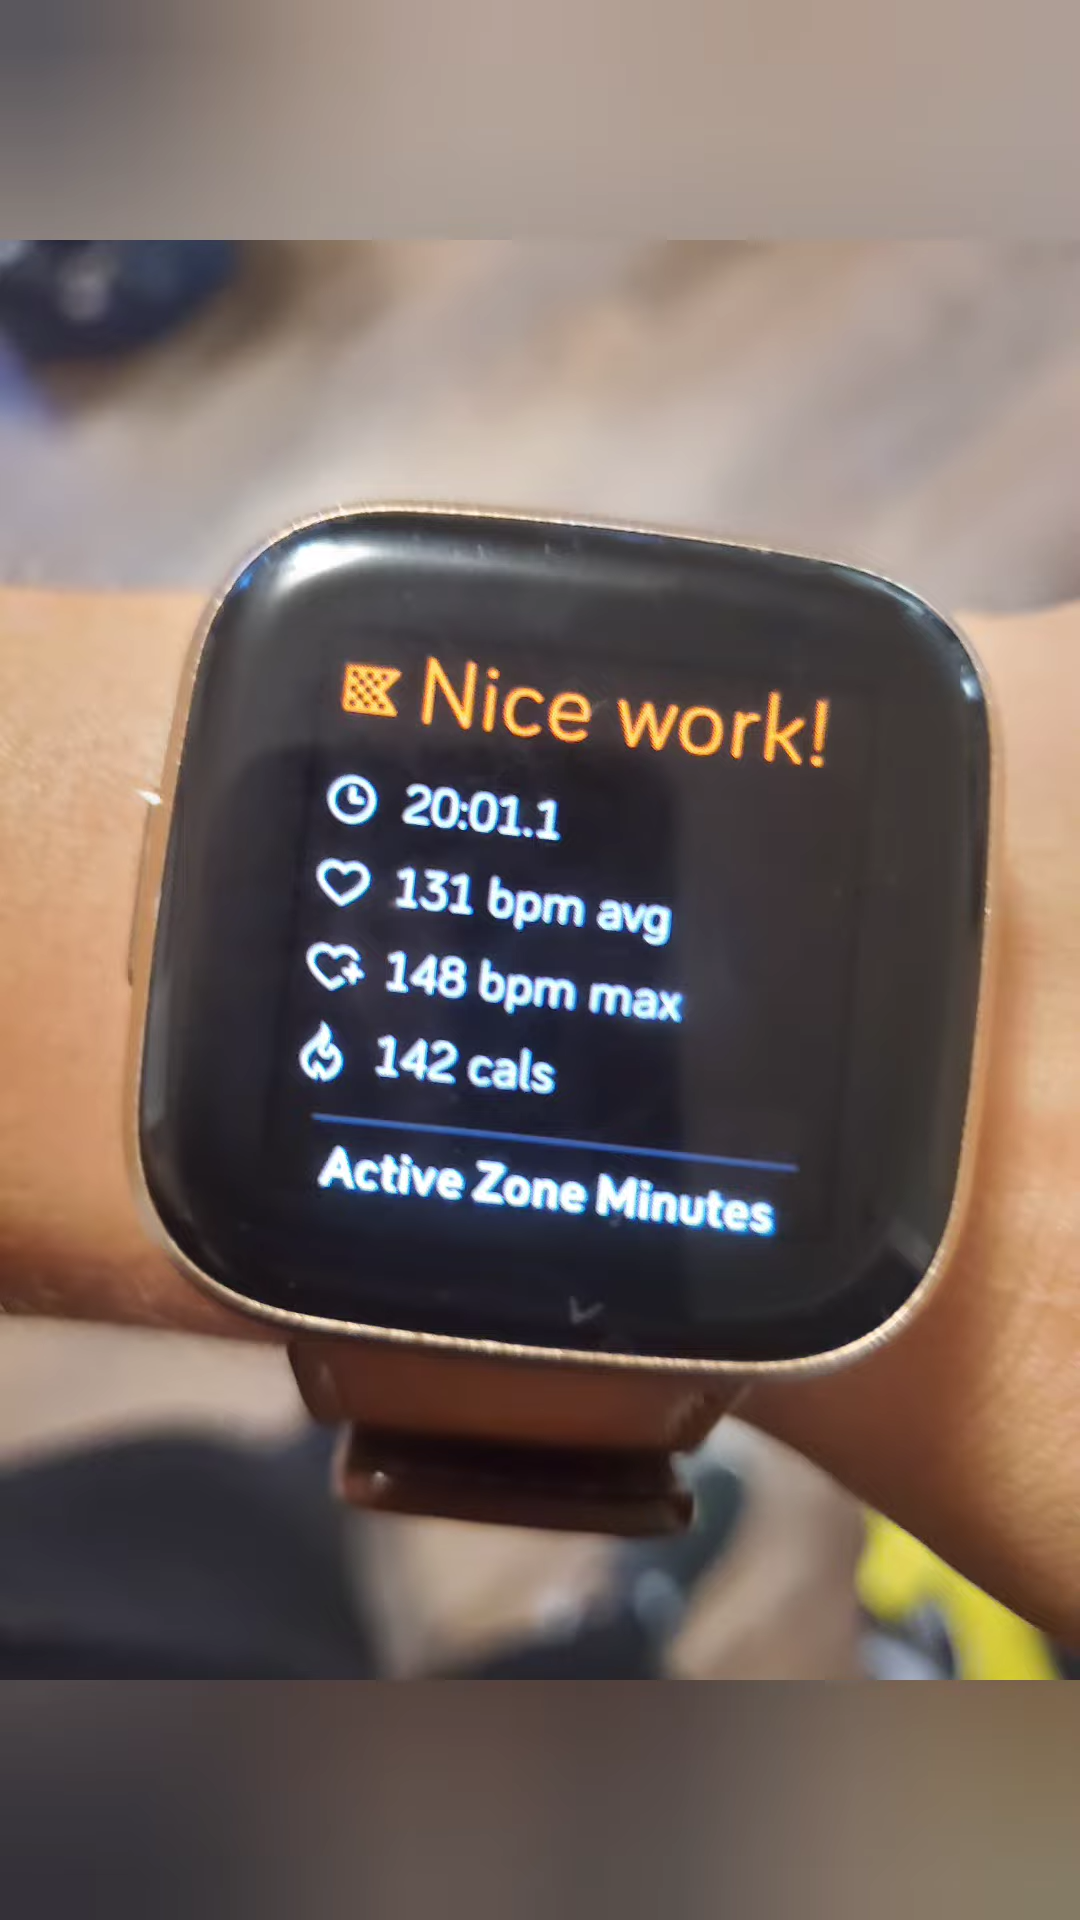 Nice work!
20:01.1
131 bpm avg
148 bpm max
142 cals
Active Zone Minutes